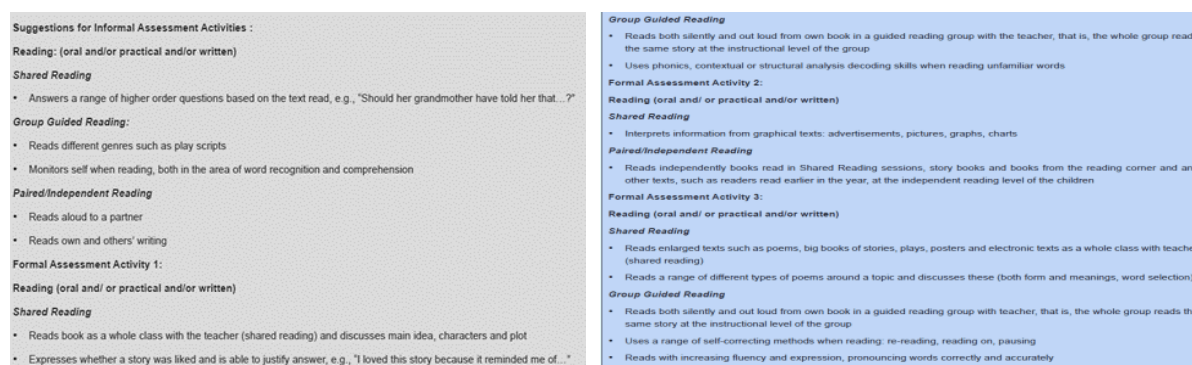 Suggestions for Informal Assessment Activities :
Reading: (oral and/or practical and/or written)
Shared Reading
• Answers a range of higher order questions based on the text read, e.g., "Should her grandmother have told her that…?"
Group Guided Reading:
• Reads different genres such as play scripts
• Monitors self when reading, both in the area of word recognition and comprehension
Paired/Independent Reading
• Reads aloud to a partner
• Reads own and others' writing
Formal Assessment Activity 1:
Reading (oral and/ or practical and/or written)
Shared Reading
• Reads book as a whole class with the teacher (shared reading) and discusses main idea, characters and plot
• Expresses whether a story was liked and is able to justify answer, e.g., "I loved this story because it reminded me of…"
Group Guided Reading
• Reads both silently and out loud from own book in a guided reading group with the teacher, that is, the whole group read
the same story at the instructional level of the group
• Uses phonics, contextual or structural analysis decoding skills when reading unfamiliar words
Formal Assessment Activity 2:
Reading (oral and/ or practical and/or written)
Shared Reading
• Interprets information from graphical texts: advertisements, pictures, graphs, charts
Paired/Independent Reading
• Reads independently books read in Shared Reading sessions, story books and books from the reading corner and
other texts, such as readers read earlier in the year, at the independent reading level of the children
Formal Assessment Activity 3:
Reading (oral and/ or practical and/or written)
Shared Reading
• Reads enlarged texts such as poems, big books of stories, plays, posters and electronic texts as a whole class with teache
(shared reading)
• Reads a range of different types of poems around a topic and discusses these (both form and meanings, word selection)
Group Guided Reading
• Reads both silently and out loud from own book in a guided reading group with teacher, that is, the whole group reads th
same story at the instructional level of the group
• Uses a range of self-correcting methods when reading: re-reading, reading on, pausing
• Reads with increasing fluency and expression, pronouncing words correctly and accurately